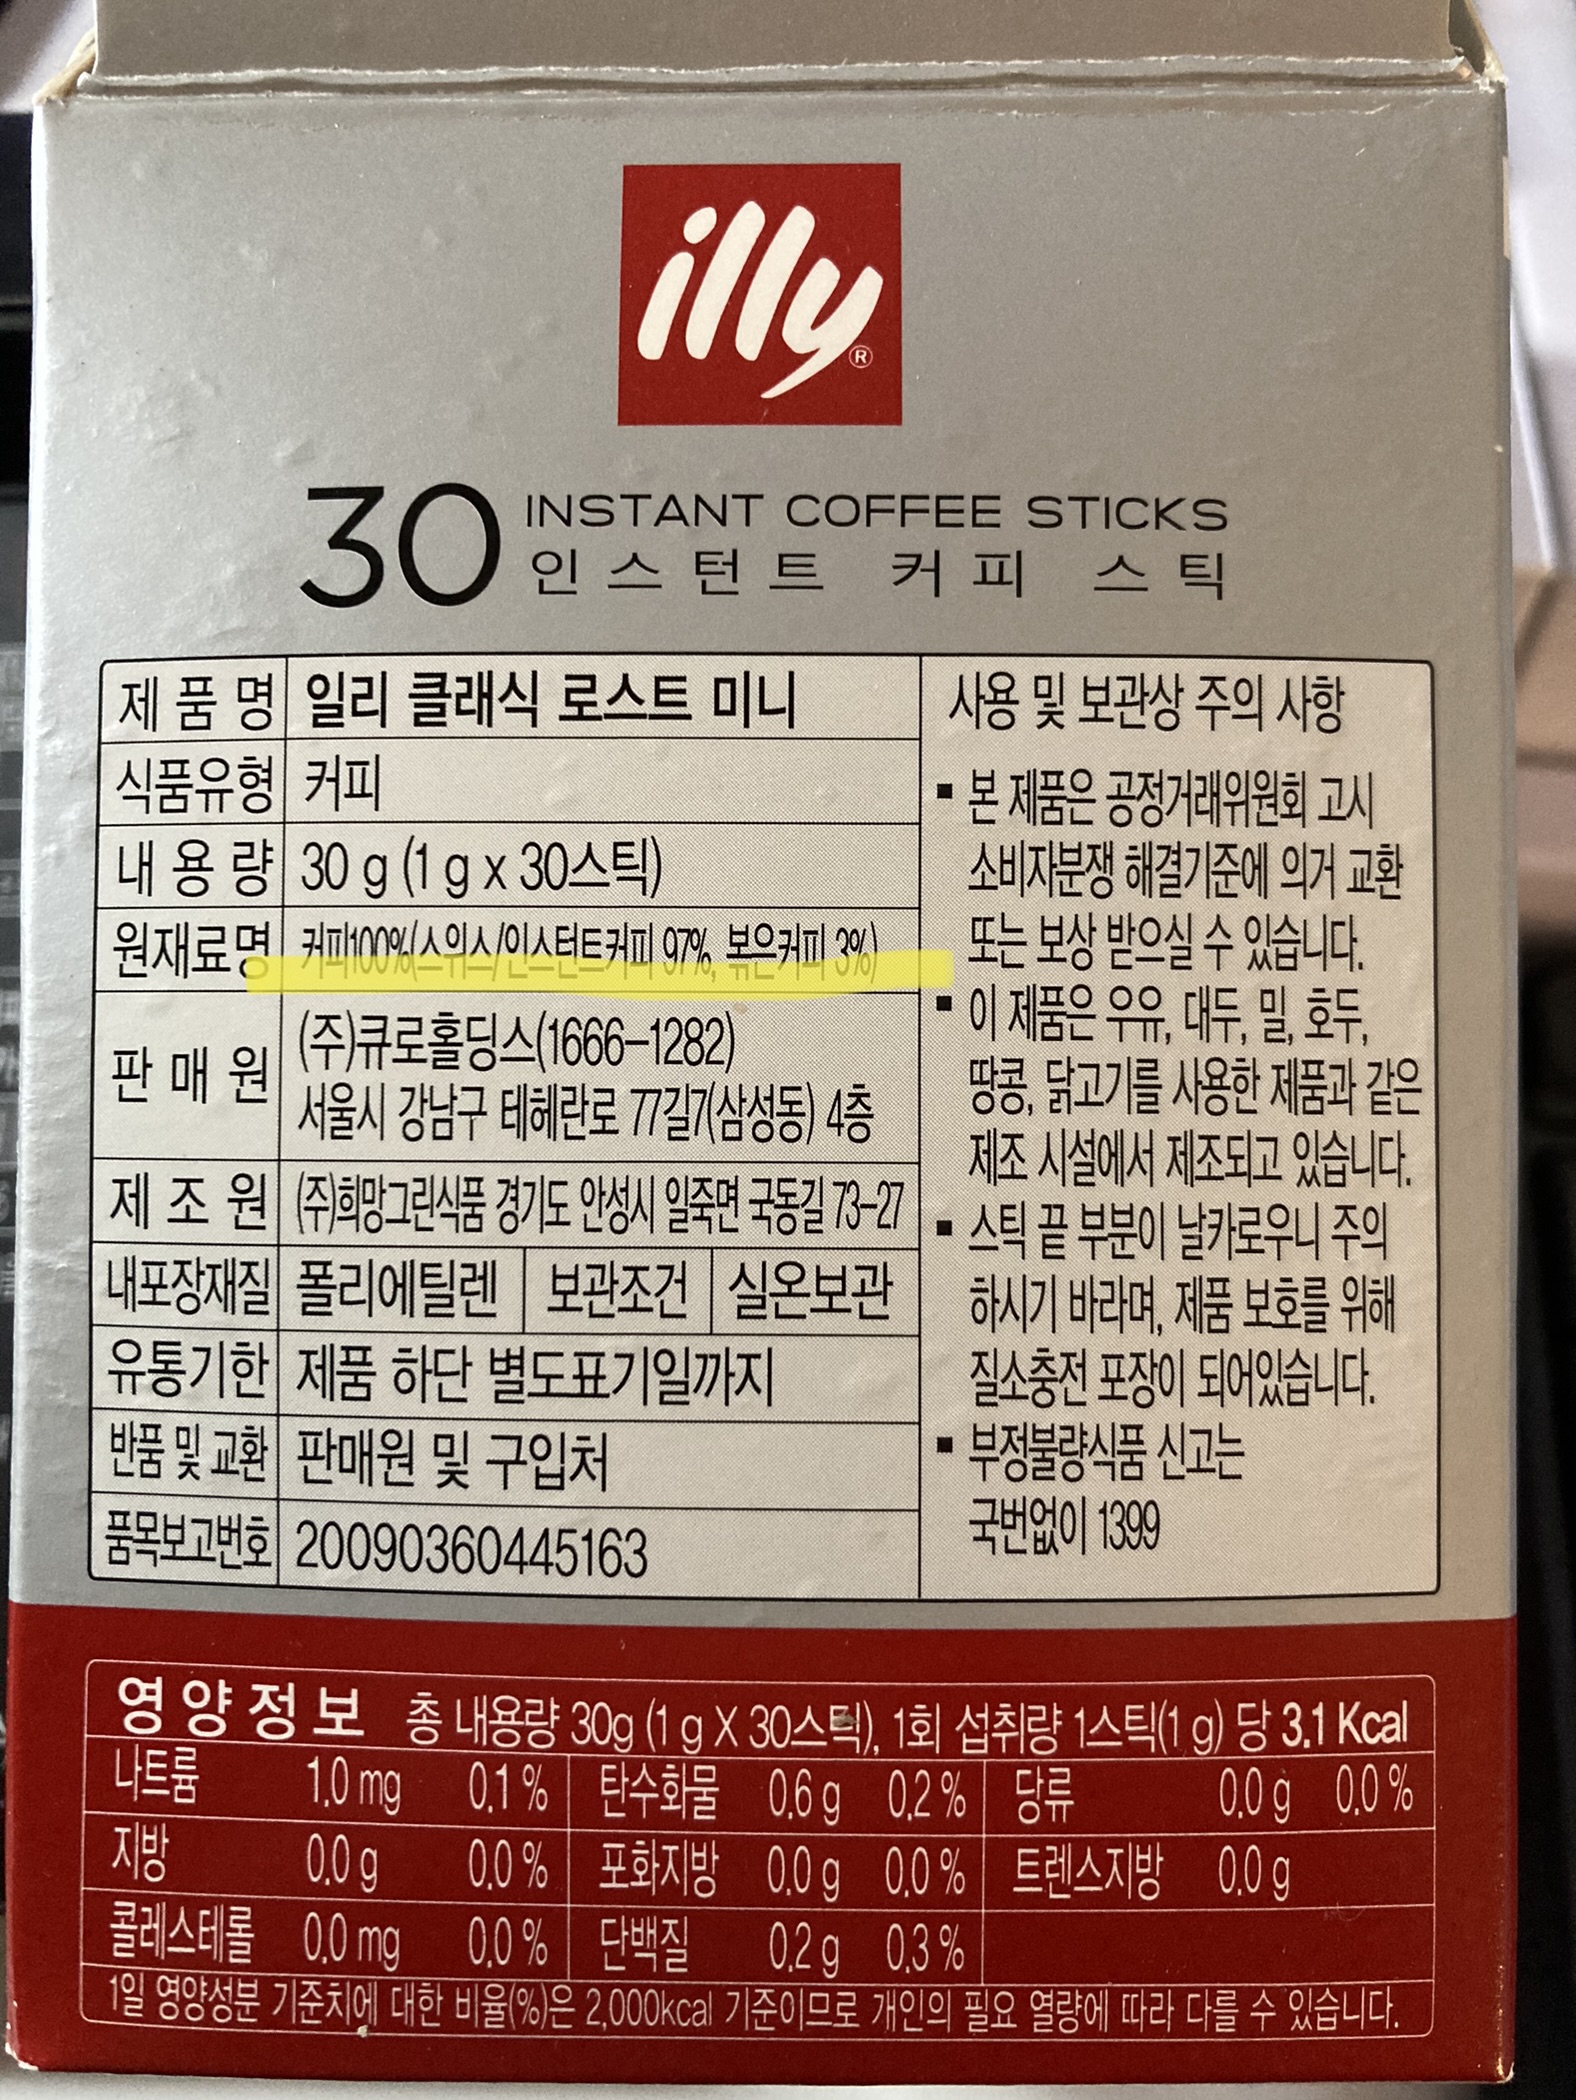 illy®
30 INSTANT COFFEE STICKS
인스턴트 커피 스틱
제품명 일리 클래식 로스트 미니
식품유형 커피
내용량 30 g (1 g x 30스틱)
원재료명 커피100%(스위스/인스턴트커피 97%, 볶은커피 3%)
판매원 (주)큐로홀딩스(1666-1282)
서울시 강남구 테헤란로 77길7(삼성동) 4층
제조원 (주)희망그린식품 경기도 안성시 일죽면 국동길 73-27
내포장재질 폴리에틸렌 보관조건 실온보관
유통기한 제품 하단 별도표기일까지
반품 및 교환 판매원 및 구입처
품목보고번호 20090360445163
사용 및 보관상 주의 사항
▪ 본 제품은 공정거래위원회 고시
소비자분쟁 해결기준에 의거 교환
또는 보상 받으실 수 있습니다.
▪ 이 제품은 우유, 대두, 밀, 호두,
땅콩, 닭고기를 사용한 제품과 같은
제조 시설에서 제조되고 있습니다.
▪ 스틱 끝 부분이 날카로우니 주의
하시기 바라며, 제품 보호를 위해
질소충전 포장이 되어있습니다.
▪ 부정불량식품 신고는
국번없이 1399
영양정보 총 내용량 30g (1 g X 30스틱), 1회 섭취량 1스틱(1 g) 당 3.1 Kcal
나트륨 1.0 mg 0.1 % 탄수화물 0.6 g 0.2 % 당류 0.0 g 0.0 %
지방 0.0 g 0.0 % 포화지방 0.0 g 0.0 % 트렌스지방 0.0 g
콜레스테롤 0.0 mg 0.0 % 단백질 0.2 g 0.3 %
1일 영양성분 기준치에 대한 비율(%)은 2,000kcal 기준이므로 개인의 필요 열량에 따라 다를 수 있습니다.